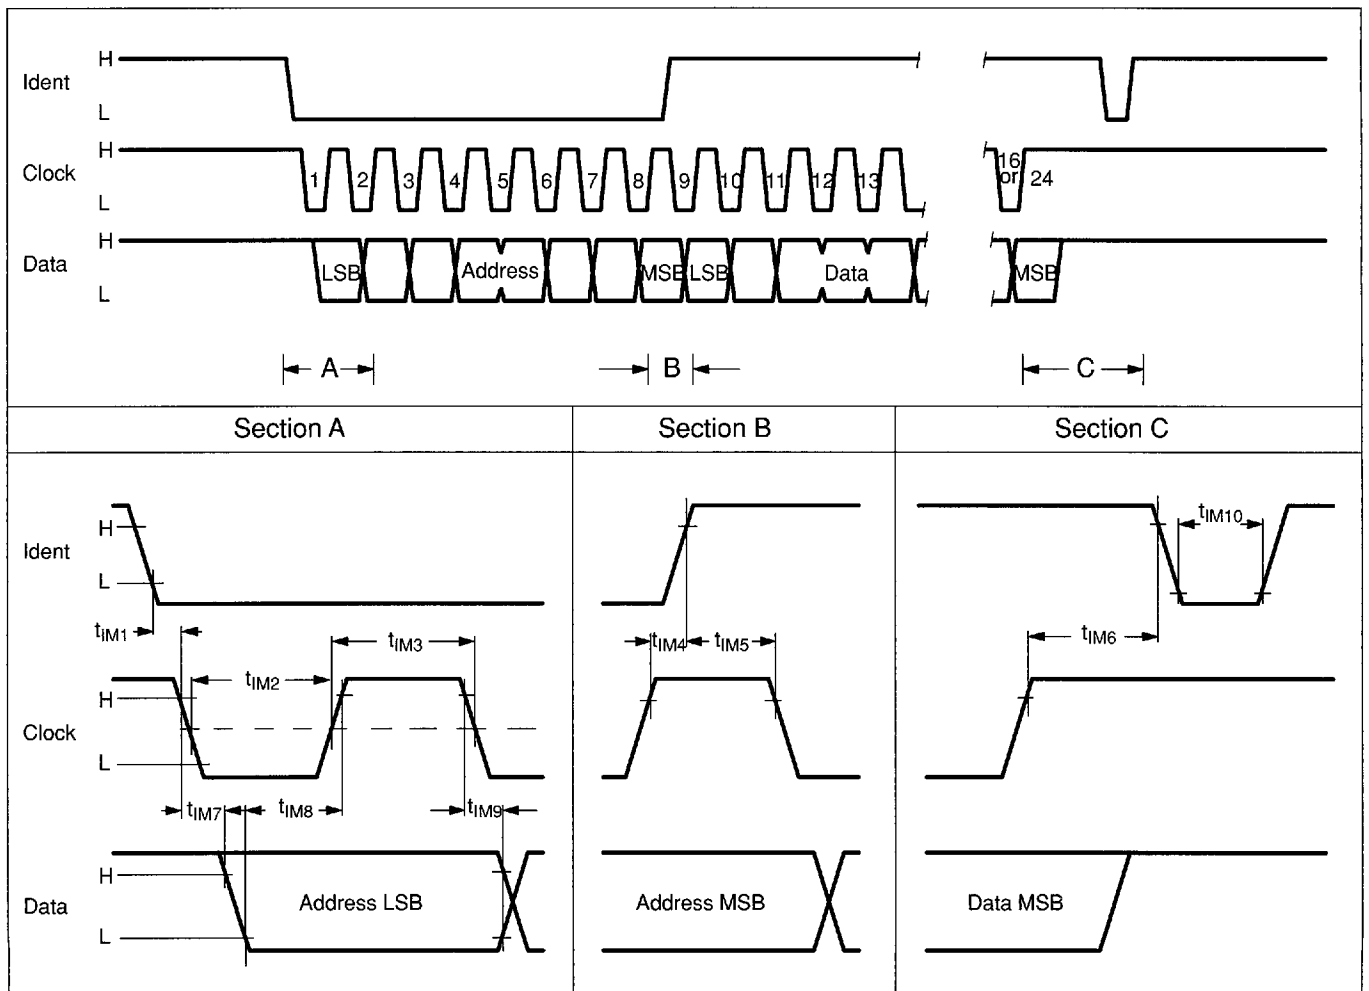 H
Ident
L
H
Clock 1 2 3 4 5 6 7 8 9 10 11 12 13 16 or 24
L
H
Data LSB Address MSB LSB Data MSB
L
A B C
Section A Section B Section C
H tIM10
Ident
L
tIM1 tIM3 tIM4 tIM5 tIM6
tIM2
H
Clock
L
tIM7 tIM8 tIM9
H
Data Address LSB Address MSB Data MSB
L